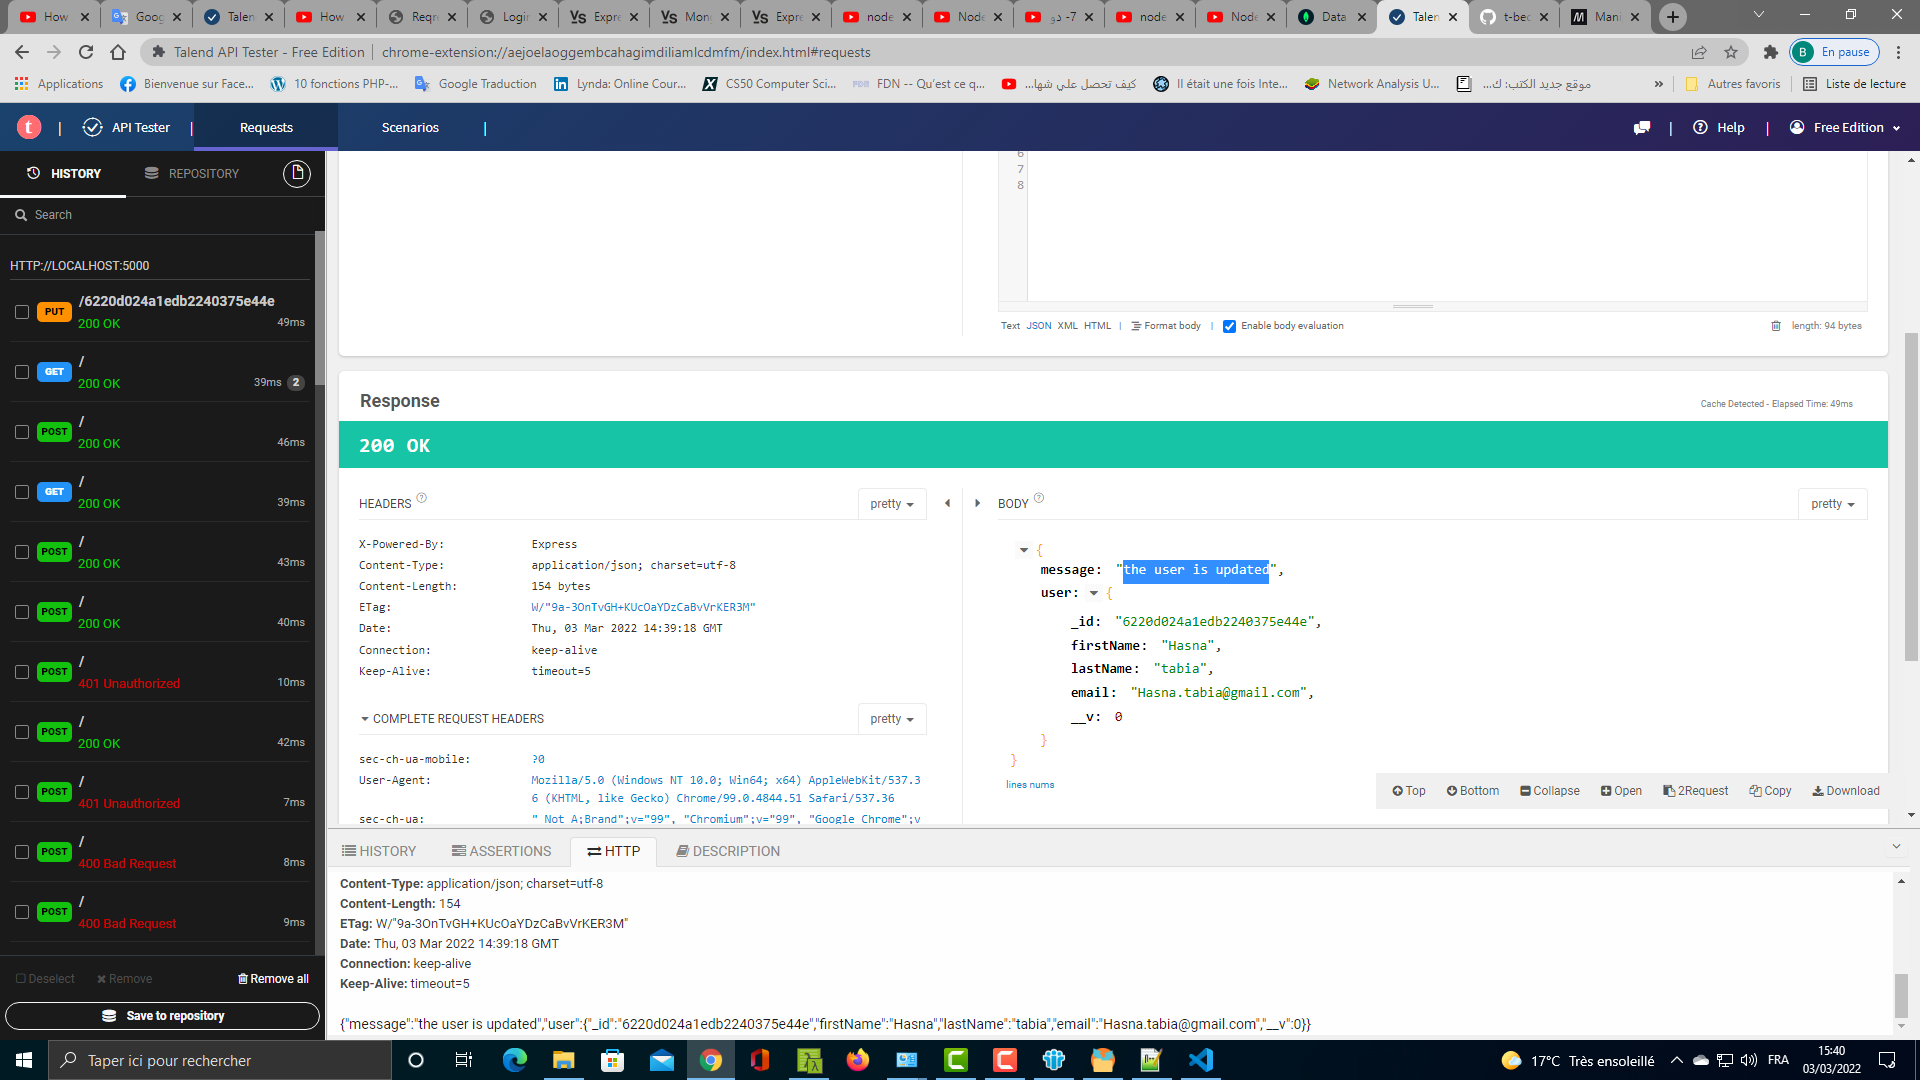 How
Goog
Talen
How
Reqre
Login
Expre
Mong
Expre
node
Node
7- دو
node
Node
Data
Talen
t-bec
Mani
Talend API Tester - Free Edition
chrome-extension://aejoelaoggembcahagimdiliamlcdmfm/index.html#requests
B En pause
Applications
Bienvenue sur Face...
10 fonctions PHP-...
Google Traduction
Lynda: Online Cour...
CS50 Computer Sci...
FDN -- Qu'est ce q...
كيف تحصل علي شها...
Il était une fois Inte...
Network Analysis U...
موقع جديد الكتب: ك...
»
Autres favoris
Liste de lecture
t | API Tester | Requests Scenarios |
| Help | Free Edition
HISTORY
REPOSITORY
Search
HTTP://LOCALHOST:5000
PUT /6220d024a1edb2240375e44e
200 OK 49ms
GET /
200 OK 39ms 2
POST /
200 OK 46ms
GET /
200 OK 39ms
POST /
200 OK 43ms
POST /
200 OK 40ms
POST /
401 Unauthorized 10ms
POST /
200 OK 42ms
POST /
401 Unauthorized 7ms
POST /
400 Bad Request 8ms
POST /
400 Bad Request 9ms
Deselect Remove Remove all
Save to repository
6
7
8
Text JSON XML HTML | Format body | Enable body evaluation length: 94 bytes
Response
Cache Detected - Elapsed Time: 49ms
200 OK
HEADERS ? pretty
X-Powered-By: Express
Content-Type: application/json; charset=utf-8
Content-Length: 154 bytes
ETag: W/"9a-3OnTvGH+KUcOaYDzCaBvVrKER3M"
Date: Thu, 03 Mar 2022 14:39:18 GMT
Connection: keep-alive
Keep-Alive: timeout=5
COMPLETE REQUEST HEADERS pretty
sec-ch-ua-mobile: ?0
User-Agent: Mozilla/5.0 (Windows NT 10.0; Win64; x64) AppleWebKit/537.3
6 (KHTML, like Gecko) Chrome/99.0.4844.51 Safari/537.36
sec-ch-ua: " Not A;Brand";v="99", "Chromium";v="99", "Google Chrome";v
BODY ? pretty
{
message: "the user is updated",
user: {
_id: "6220d024a1edb2240375e44e",
firstName: "Hasna",
lastName: "tabia",
email: "Hasna.tabia@gmail.com",
__v: 0
}
}
lines nums
Top Bottom Collapse Open 2Request Copy Download
HISTORY ASSERTIONS HTTP DESCRIPTION
Content-Type: application/json; charset=utf-8
Content-Length: 154
ETag: W/"9a-3OnTvGH+KUcOaYDzCaBvVrKER3M"
Date: Thu, 03 Mar 2022 14:39:18 GMT
Connection: keep-alive
Keep-Alive: timeout=5
{"message":"the user is updated","user":{"_id":"6220d024a1edb2240375e44e","firstName":"Hasna","lastName":"tabia","email":"Hasna.tabia@gmail.com","__v":0}}
Taper ici pour rechercher
17°C Très ensoleillé
FRA
15:40
03/03/2022